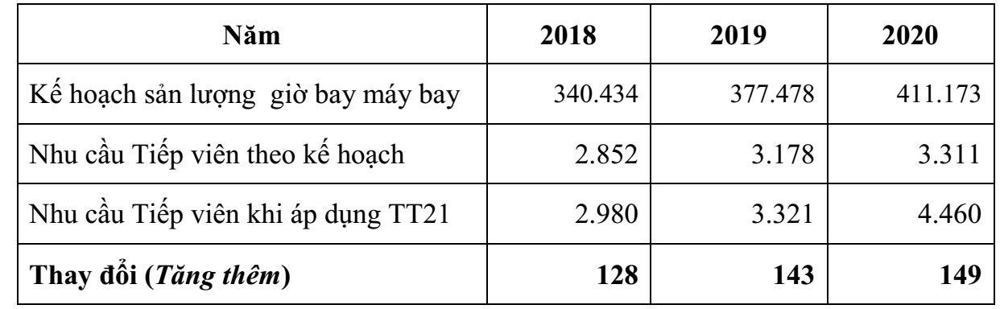 Năm 2018 2019 2020
Kế hoạch sản lượng giờ bay máy bay 340.434 377.478 411.173
Nhu cầu Tiếp viên theo kế hoạch 2.852 3.178 3.311
Nhu cầu Tiếp viên khi áp dụng TT21 2.980 3.321 4.460
Thay đổi (Tăng thêm) 128 143 149